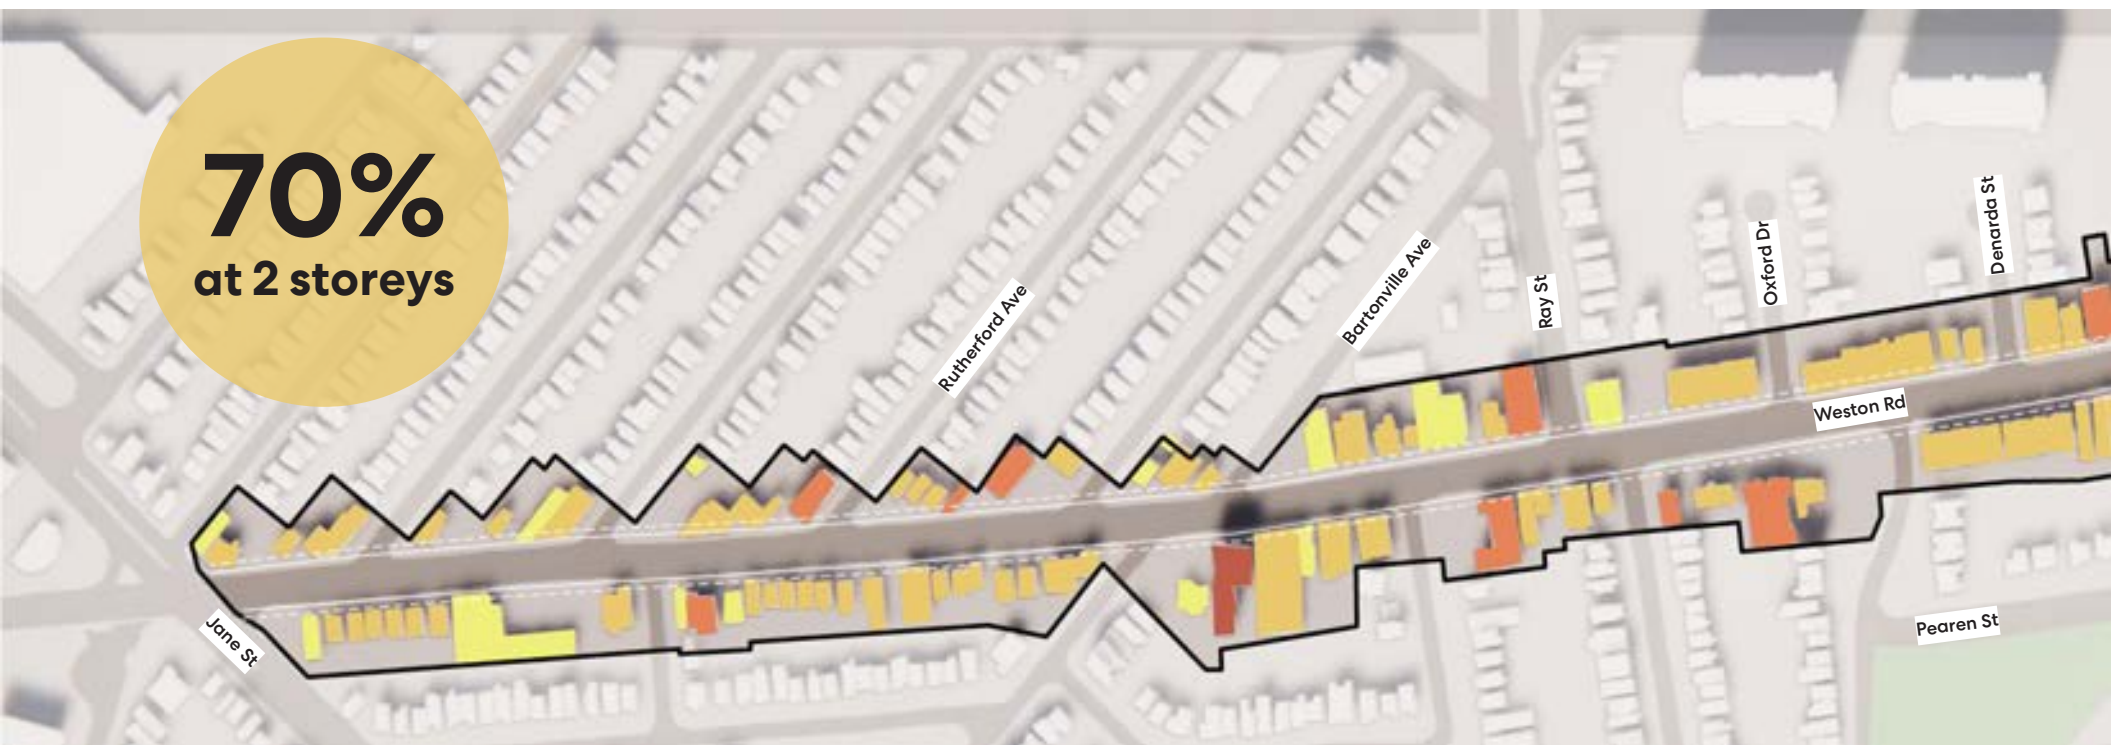 70%
at 2 storeys
Rutherford Ave
Bartonville Ave
Ray St
Oxford Dr
Denarda St
Weston Rd
Jane St
Pearen St